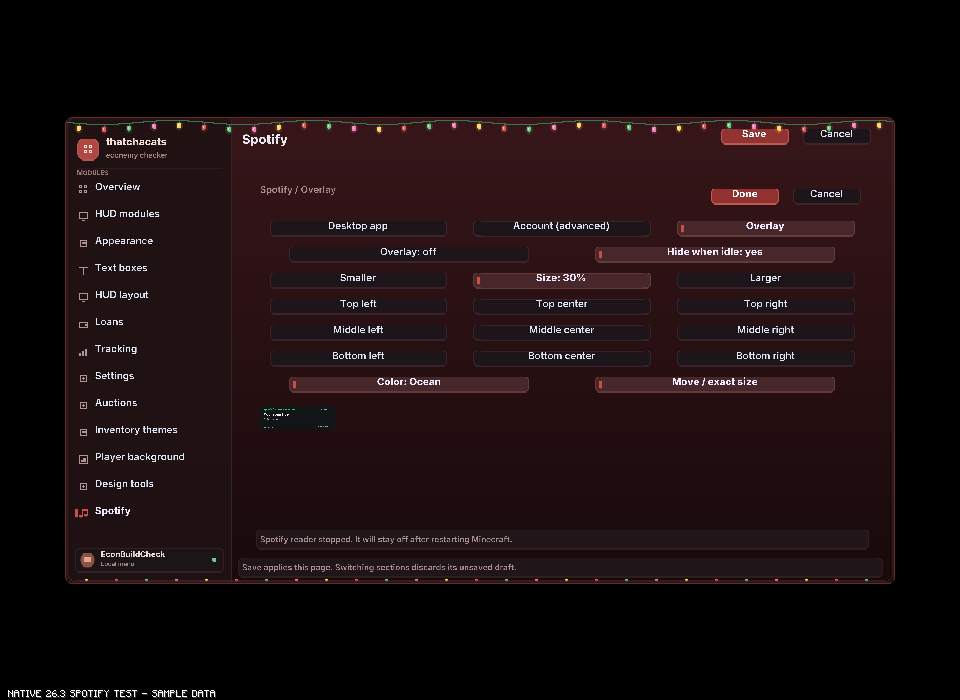 thatchacats
economy checker
MODULES
Overview
HUD modules
Appearance
Text boxes
HUD layout
Loans
Tracking
Settings
Auctions
Inventory themes
Player background
Design tools
Spotify
EconBuildCheck
Local menu
Spotify
Save
Cancel
Spotify / Overlay
Done
Cancel
Desktop app
Account (advanced)
Overlay
Overlay: off
Hide when idle: yes
Smaller
Size: 30%
Larger
Top left
Top center
Top right
Middle left
Middle center
Middle right
Bottom left
Bottom center
Bottom right
Color: Ocean
Move / exact size
Spotify reader stopped. It will stay off after restarting Minecraft.
Save applies this page. Switching sections discards its unsaved draft.
NATIVE 26.3 SPOTIFY TEST – SAMPLE DATA